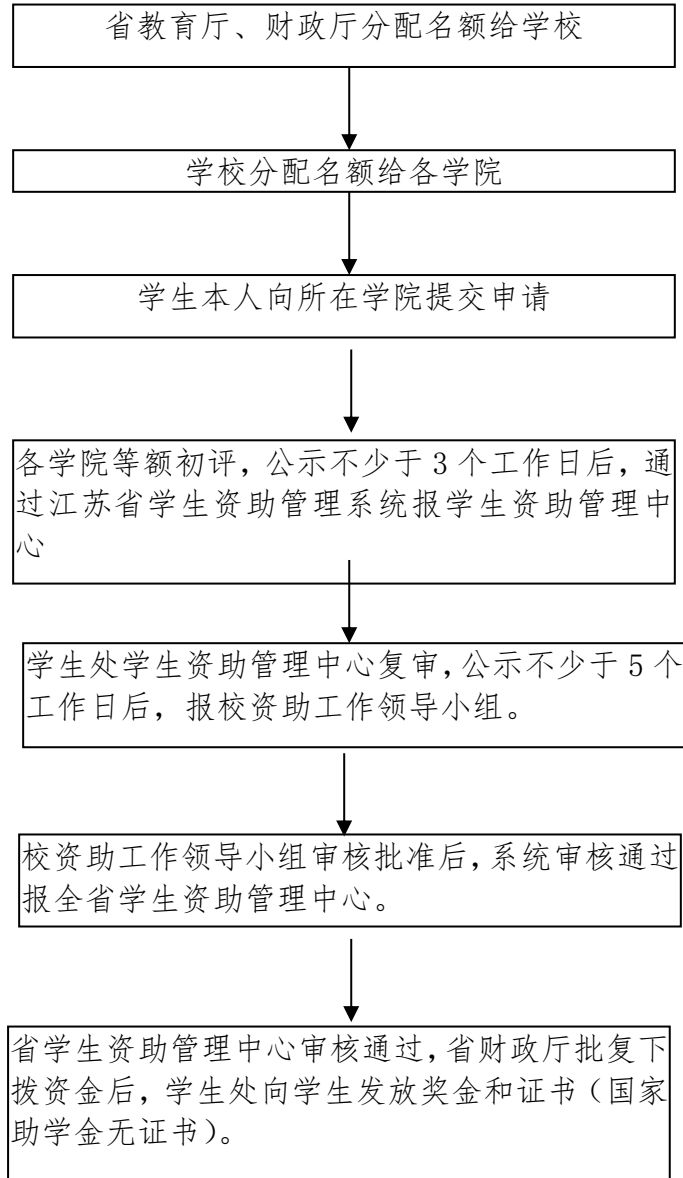 省教育厅、财政厅分配名额给学校
学校分配名额给各学院
学生本人向所在学院提交申请
各学院等额初评，公示不少于 3 个工作日后，通
过江苏省学生资助管理系统报学生资助管理中
心
学生处学生资助管理中心复审，公示不少于 5 个
工作日后，报校资助工作领导小组。
校资助工作领导小组审核批准后，系统审核通过
报全省学生资助管理中心。
省学生资助管理中心审核通过，省财政厅批复下
拨资金后，学生处向学生发放奖金和证书（国家
助学金无证书）。